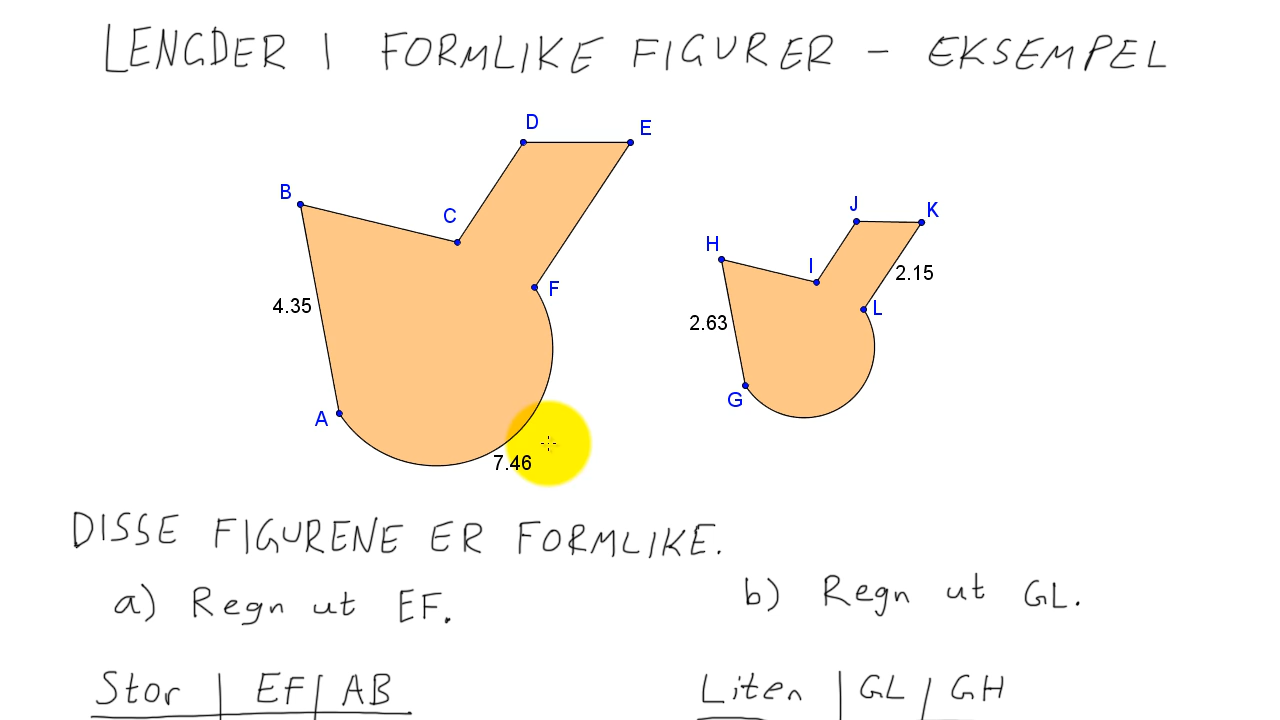 LENGDER I FORMLIKE FIGURER - EKSEMPEL
D E
B
C
J K
H
I
2.15
F
L
4.35
2.63
G
A
7.46
DISSE FIGURENE ER FORMLIKE.
a) Regn ut EF.
b) Regn ut GL.
Stor | EF | AB
Liten | GL | GH